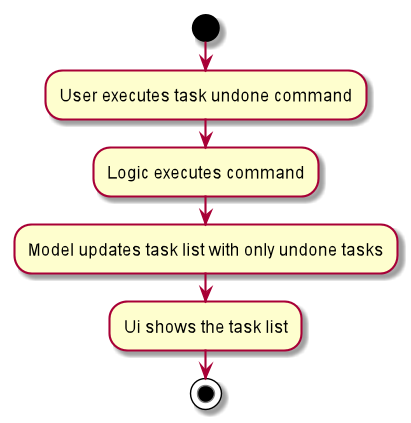 User executes task undone command
Logic executes command
Model updates task list with only undone tasks
Ui shows the task list